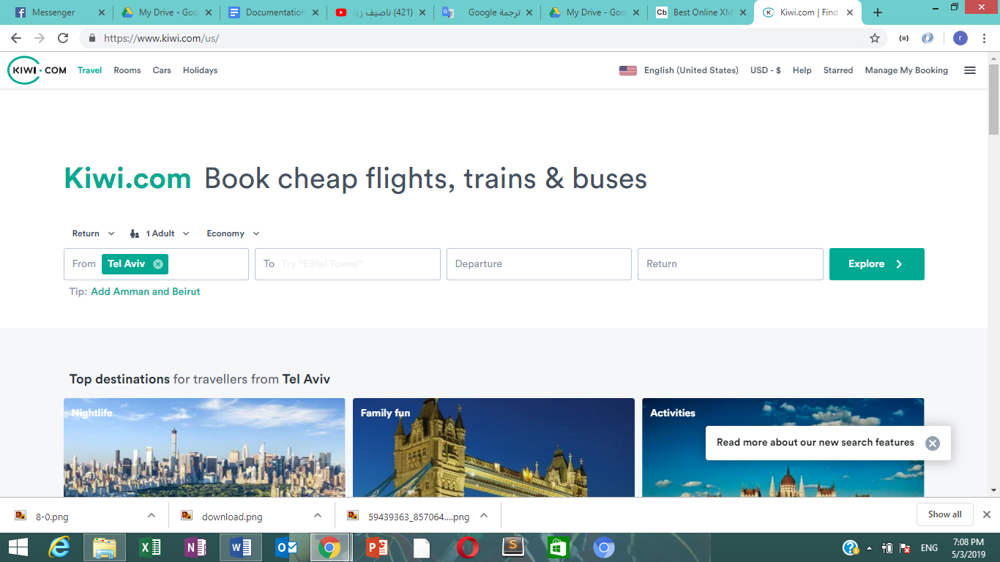 Messenger
My Drive - Goo
Documentation
(421) ناصيف زي
ترجمة Google
My Drive - Goo
Cb Best Online XM
Kiwi.com | Find
https://www.kiwi.com/us/
r
KIWI·COM Travel Rooms Cars Holidays
English (United States) USD - $ Help Starred Manage My Booking
Kiwi.com Book cheap flights, trains & buses
Return 1 Adult Economy
From Tel Aviv To Try "Eiffel Tower" Departure Return Explore
Tip: Add Amman and Beirut
Top destinations for travellers from Tel Aviv
Nightlife
Family fun
Activities
Read more about our new search features
8-0.png
download.png
59439363_857064....png
Show all
ENG
7:08 PM
5/3/2019